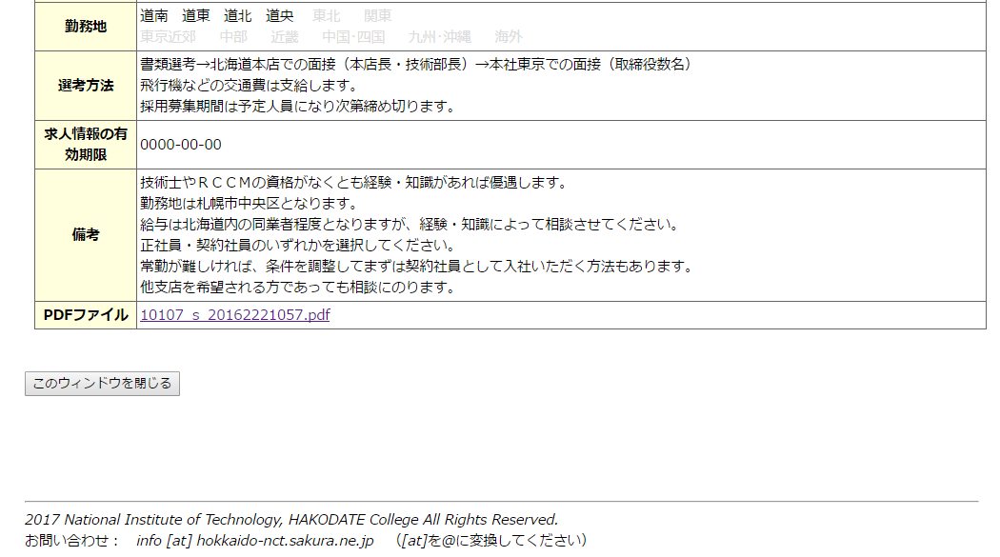 勤務地
道南　道東　道北　道央　東北　関東
東京近郊　中部　近畿　中国･四国　九州･沖縄　海外
選考方法
書類選考→北海道本店での面接（本店長・技術部長）→本社東京での面接（取締役数名）
飛行機などの交通費は支給します。
採用募集期間は予定人員になり次第締め切ります。
求人情報の有
効期限
0000-00-00
備考
技術士やＲＣＣＭの資格がなくとも経験・知識があれば優遇します。
勤務地は札幌市中央区となります。
給与は北海道内の同業者程度となりますが、経験・知識によって相談させてください。
正社員・契約社員のいずれかを選択してください。
常勤が難しければ、条件を調整してまずは契約社員として入社いただく方法もあります。
他支店を希望される方であっても相談にのります。
PDFファイル
10107_s_20162221057.pdf
このウィンドウを閉じる
2017 National Institute of Technology, HAKODATE College All Rights Reserved.
お問い合わせ：　info [at] hokkaido-nct.sakura.ne.jp　（[at]を@に変換してください）